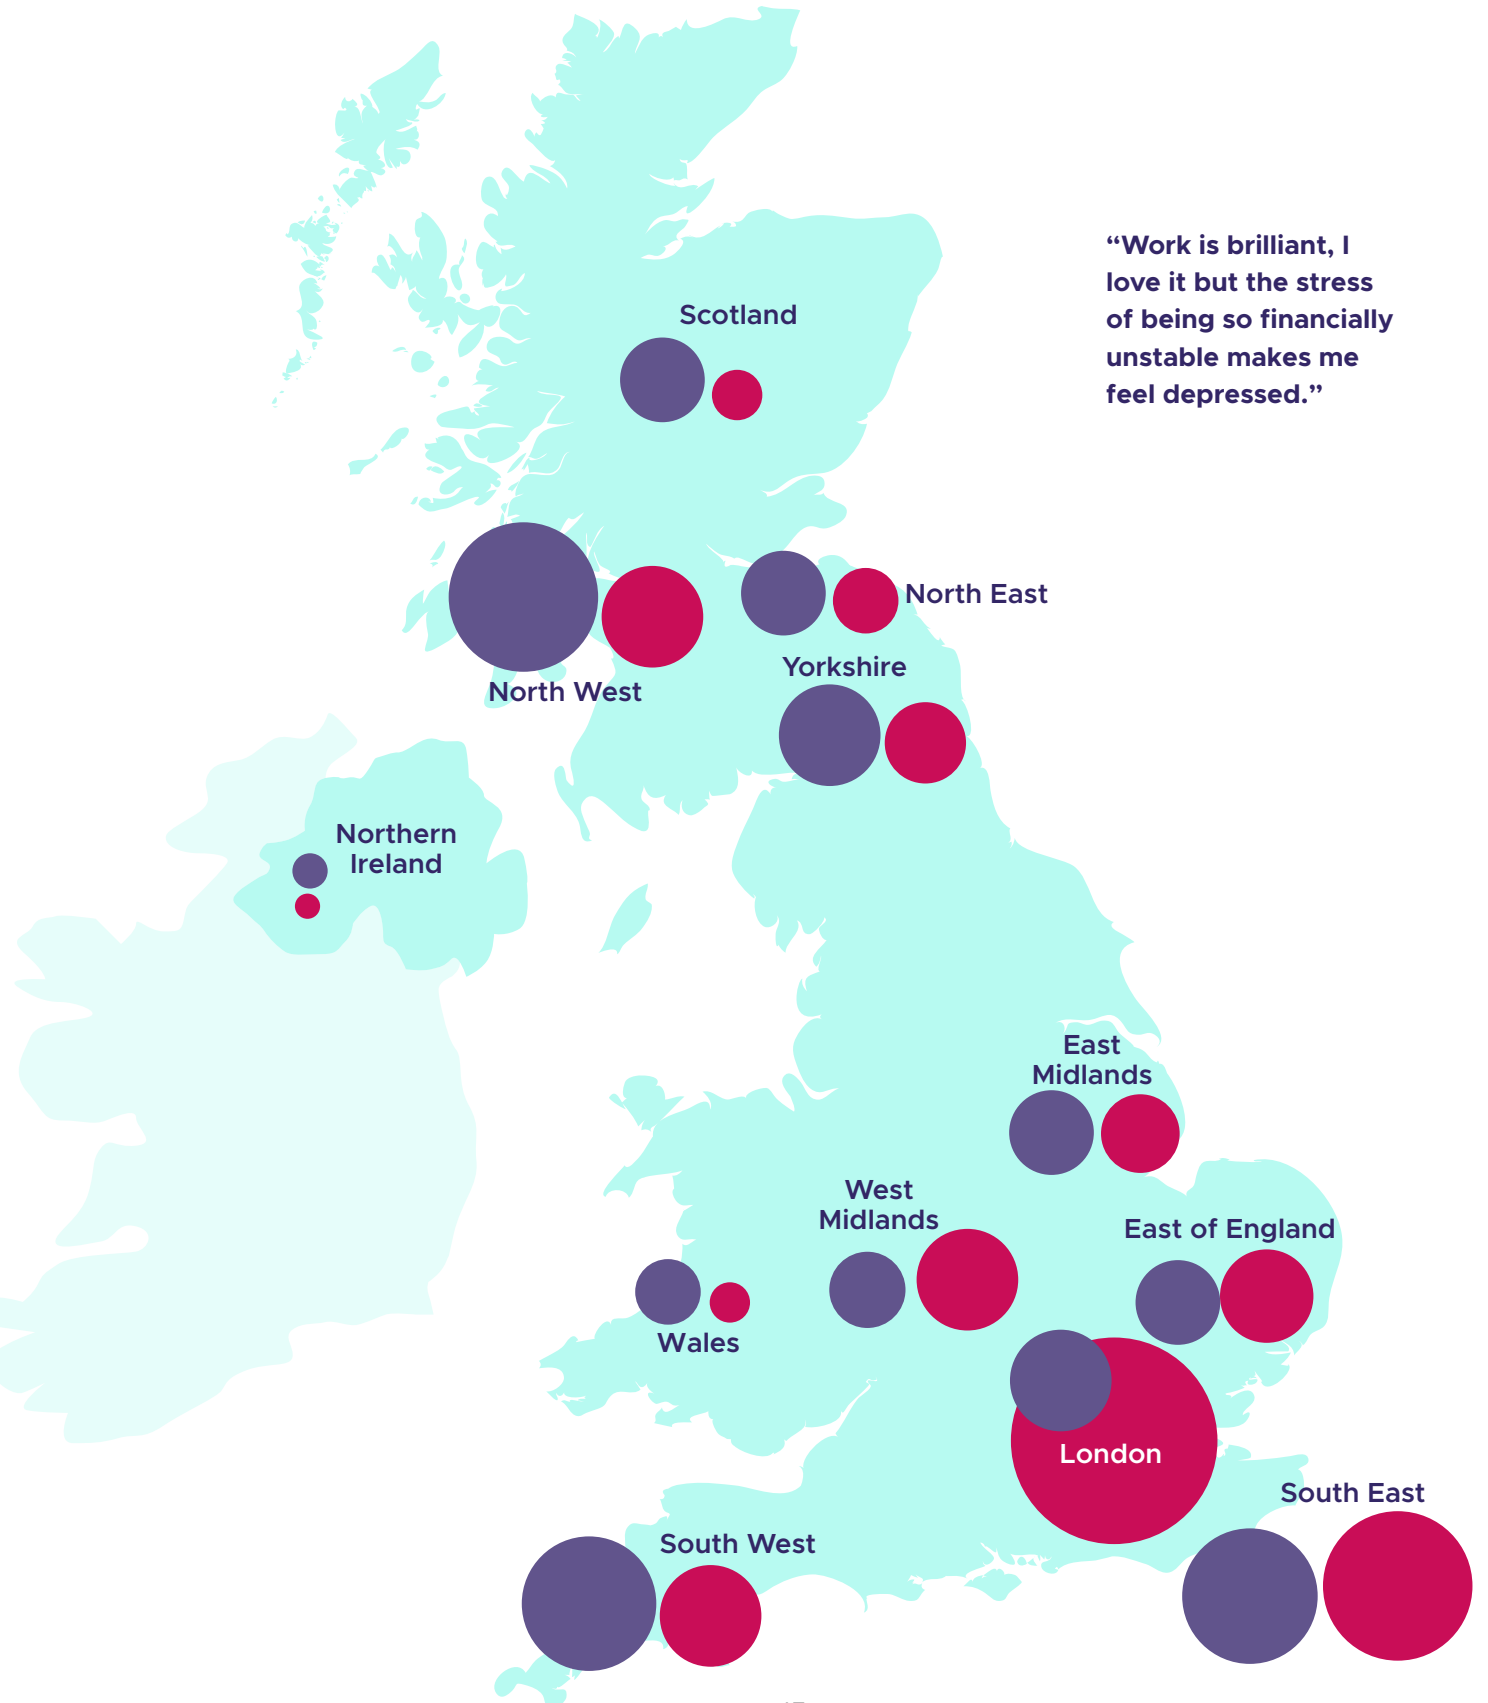 “Work is brilliant, I
love it but the stress
of being so financially
unstable makes me
feel depressed.”
Scotland
North East
Yorkshire
North West
Northern
Ireland
East
Midlands
West
Midlands
East of England
Wales
London
South East
South West